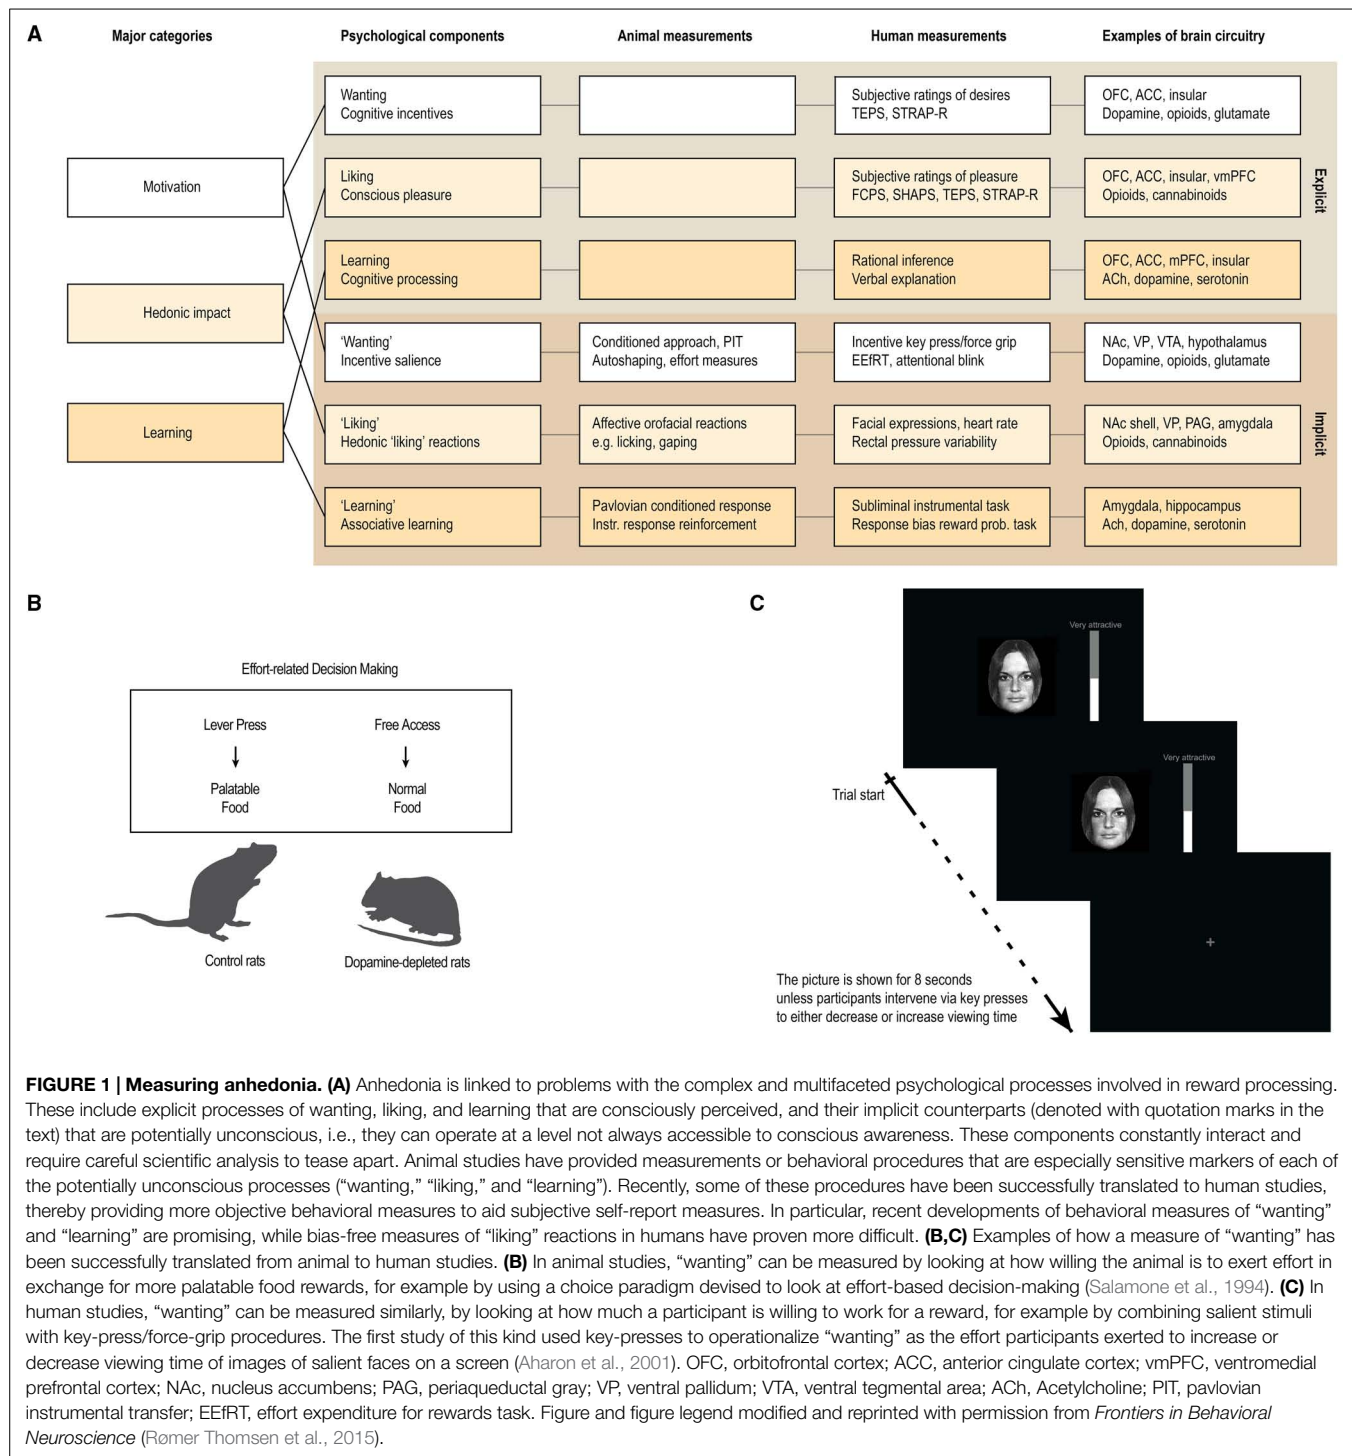 A
Major categories
Psychological components
Animal measurements
Human measurements
Examples of brain circuitry
Motivation
Hedonic impact
Learning
Wanting
Cognitive incentives
Subjective ratings of desires
TEPS, STRAP-R
OFC, ACC, insular
Dopamine, opioids, glutamate
Liking
Conscious pleasure
Subjective ratings of pleasure
FCPS, SHAPS, TEPS, STRAP-R
OFC, ACC, insular, vmPFC
Opioids, cannabinoids
Learning
Cognitive processing
Rational inference
Verbal explanation
OFC, ACC, mPFC, insular
ACh, dopamine, serotonin
Explicit
‘Wanting’
Incentive salience
Conditioned approach, PIT
Autoshaping, effort measures
Incentive key press/force grip
EEfRT, attentional blink
NAc, VP, VTA, hypothalamus
Dopamine, opioids, glutamate
‘Liking’
Hedonic ‘liking’ reactions
Affective orofacial reactions
e.g. licking, gaping
Facial expressions, heart rate
Rectal pressure variability
NAc shell, VP, PAG, amygdala
Opioids, cannabinoids
‘Learning’
Associative learning
Pavlovian conditioned response
Instr. response reinforcement
Subliminal instrumental task
Response bias reward prob. task
Amygdala, hippocampus
Ach, dopamine, serotonin
Implicit
B
Effort-related Decision Making
Lever Press
Free Access
Palatable
Food
Normal
Food
Control rats
Dopamine-depleted rats
C
Very attractive
Very attractive
Trial start
The picture is shown for 8 seconds
unless participants intervene via key presses
to either decrease or increase viewing time
FIGURE 1 | Measuring anhedonia. (A) Anhedonia is linked to problems with the complex and multifaceted psychological processes involved in reward processing.
These include explicit processes of wanting, liking, and learning that are consciously perceived, and their implicit counterparts (denoted with quotation marks in the
text) that are potentially unconscious, i.e., they can operate at a level not always accessible to conscious awareness. These components constantly interact and
require careful scientific analysis to tease apart. Animal studies have provided measurements or behavioral procedures that are especially sensitive markers of each of
the potentially unconscious processes (“wanting,” “liking,” and “learning”). Recently, some of these procedures have been successfully translated to human studies,
thereby providing more objective behavioral measures to aid subjective self-report measures. In particular, recent developments of behavioral measures of “wanting”
and “learning” are promising, while bias-free measures of “liking” reactions in humans have proven more difficult. (B,C) Examples of how a measure of “wanting” has
been successfully translated from animal to human studies. (B) In animal studies, “wanting” can be measured by looking at how willing the animal is to exert effort in
exchange for more palatable food rewards, for example by using a choice paradigm devised to look at effort-based decision-making (Salamone et al., 1994). (C) In
human studies, “wanting” can be measured similarly, by looking at how much a participant is willing to work for a reward, for example by combining salient stimuli
with key-press/force-grip procedures. The first study of this kind used key-presses to operationalize “wanting” as the effort participants exerted to increase or
decrease viewing time of images of salient faces on a screen (Aharon et al., 2001). OFC, orbitofrontal cortex; ACC, anterior cingulate cortex; vmPFC, ventromedial
prefrontal cortex; NAc, nucleus accumbens; PAG, periaqueductal gray; VP, ventral pallidum; VTA, ventral tegmental area; ACh, Acetylcholine; PIT, pavlovian
instrumental transfer; EEfRT, effort expenditure for rewards task. Figure and figure legend modified and reprinted with permission from Frontiers in Behavioral
Neuroscience (Rømer Thomsen et al., 2015).